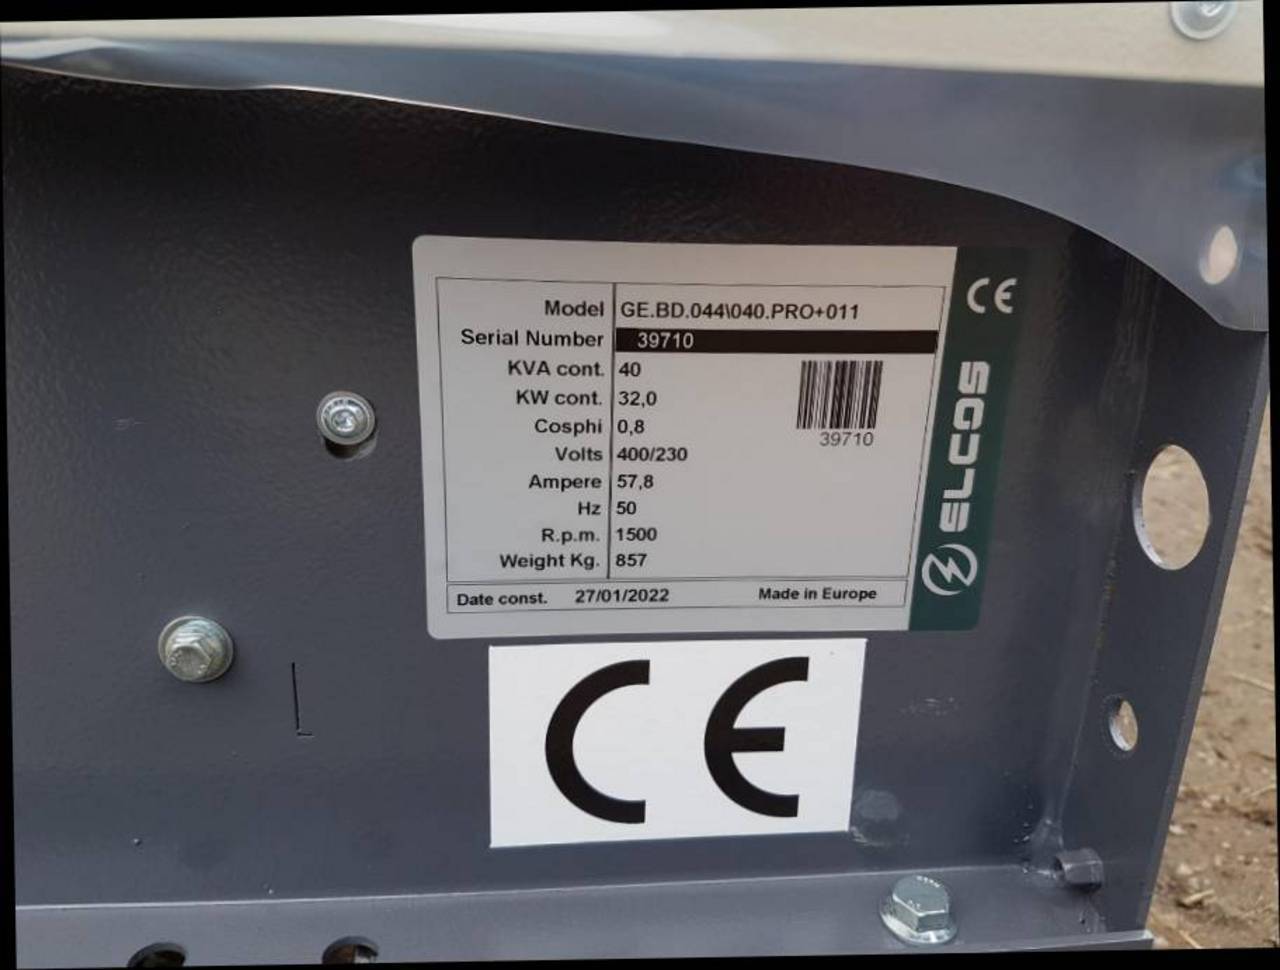 Model GE.BD.044\040.PRO+011
Serial Number 39710
KVA cont. 40
KW cont. 32,0
Cosphi 0,8
Volts 400/230
Ampere 57,8
Hz 50
R.p.m. 1500
Weight Kg. 857
Date const. 27/01/2022 Made in Europe
39710
CE
ELCOS
CE